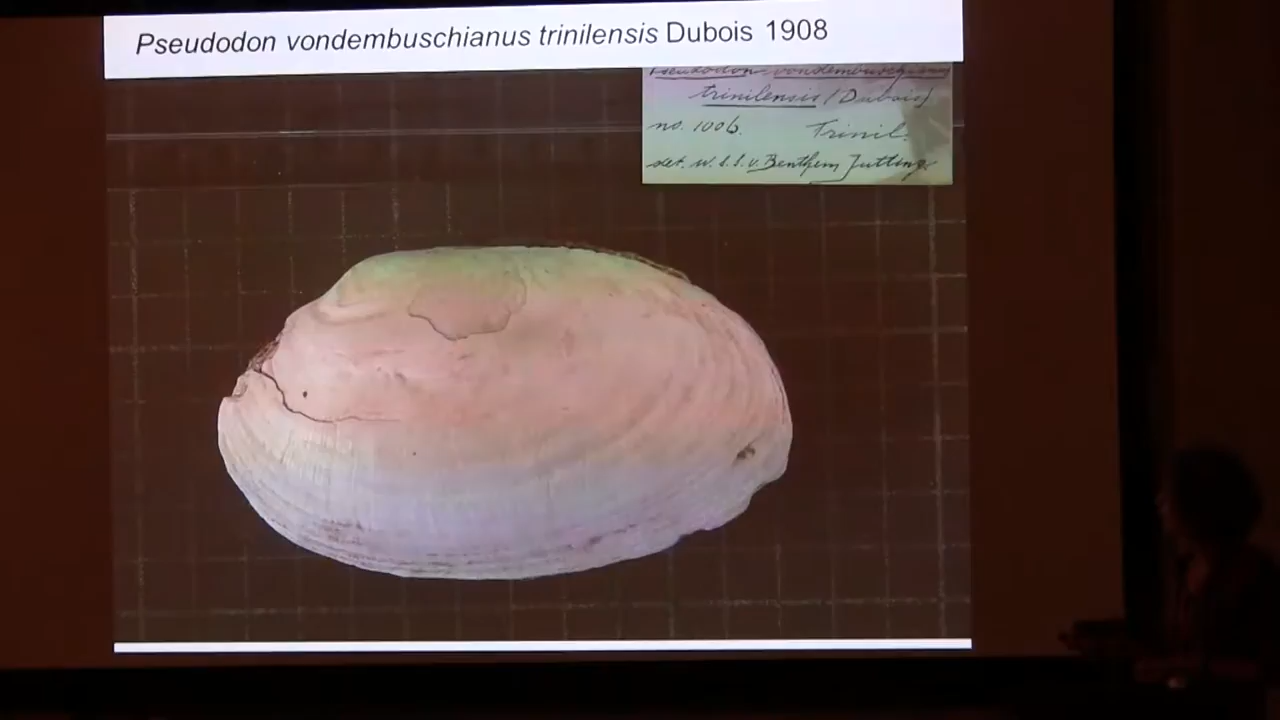 Pseudodon vondembuschianus trinilensis Dubois 1908
Pseudodon vondembuschianus
trinilensis (Dubois)
no. 1006. Trinil.
det. W. S. S. v. Benthem Jutting.